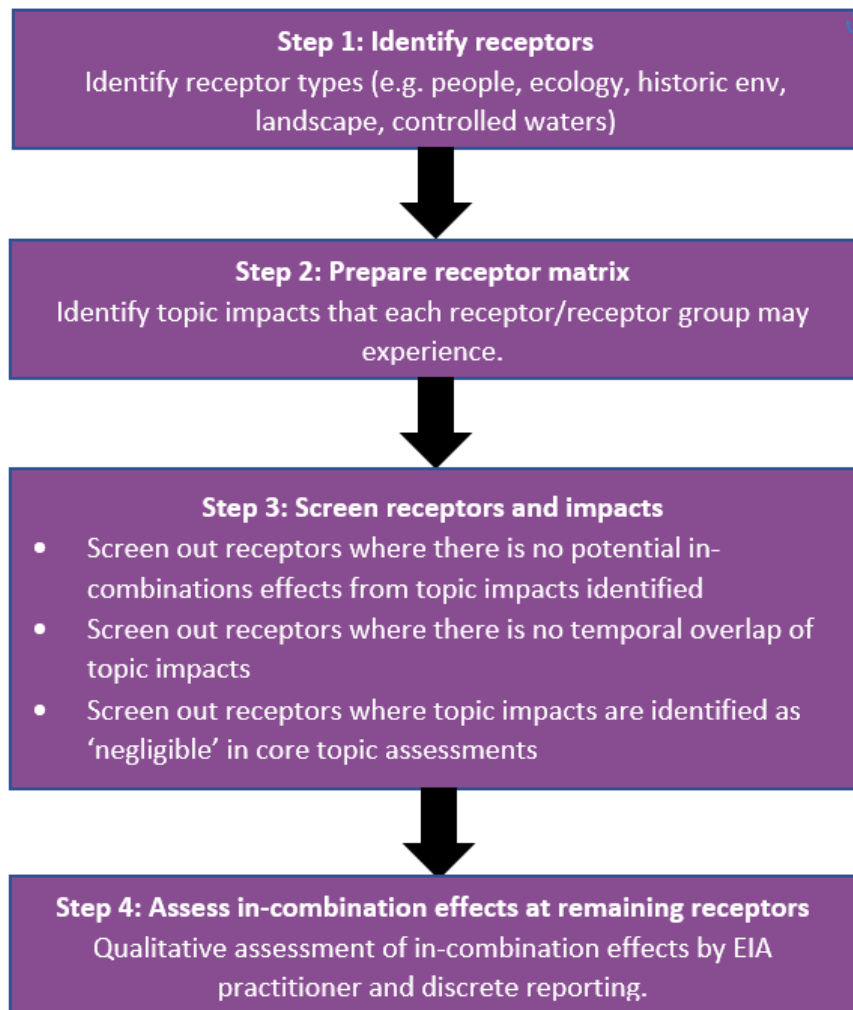 Step 1: Identify receptors
Identify receptor types (e.g. people, ecology, historic env,
landscape, controlled waters)
Step 2: Prepare receptor matrix
Identify topic impacts that each receptor/receptor group may
experience.
Step 3: Screen receptors and impacts
• Screen out receptors where there is no potential in-
combinations effects from topic impacts identified
• Screen out receptors where there is no temporal overlap of
topic impacts
• Screen out receptors where topic impacts are identified as
‘negligible’ in core topic assessments
Step 4: Assess in-combination effects at remaining receptors
Qualitative assessment of in-combination effects by EIA
practitioner and discrete reporting.